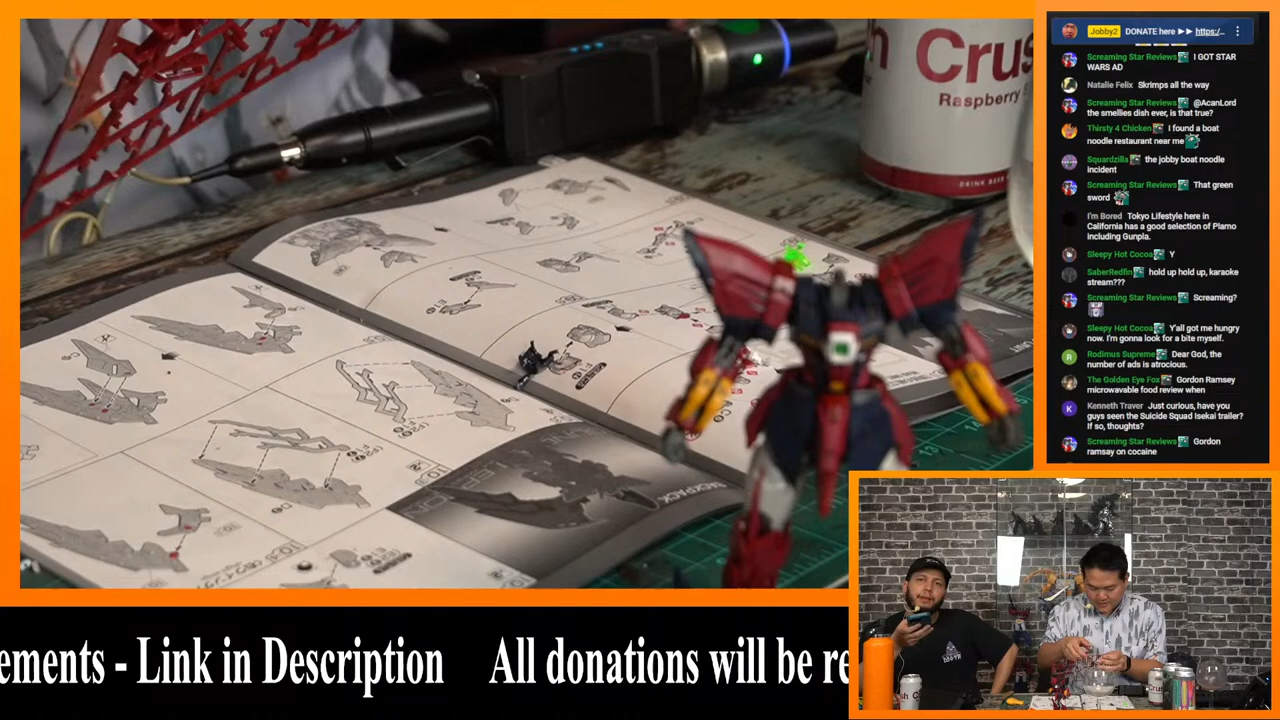 Crus
Raspberry
DRINK BEER
BACKPACK
Jobby2 DONATE here ►► https:/...
Screaming Star Reviews I GOT STAR
WARS AD
Natalie Felix Skrimps all the way
Screaming Star Reviews @AcanLord
the smellies dish ever, is that true?
Thirsty 4 Chicken I found a boat
noodle restaurant near me
Squardzilla the jobby boat noodle
incident
Screaming Star Reviews That green
sword
I'm Bored Tokyo Lifestyle here in
California has a good selection of Plamo
including Gunpla.
Sleepy Hot Cocoa Y
SaberRedfin hold up hold up, karaoke
stream???
Screaming Star Reviews Screaming?
Sleepy Hot Cocoa Y'all got me hungry
now. I'm gonna look for a bite myself.
Rodimus Supreme Dear God, the
number of ads is atrocious.
The Golden Eye Fox Gordon Ramsey
microwavable food review when
Kenneth Traver Just curious, have you
guys seen the Suicide Squad Isekai trailer?
If so, thoughts?
Screaming Star Reviews Gordon
ramsay on cocaine
ements - Link in Description All donations will be re